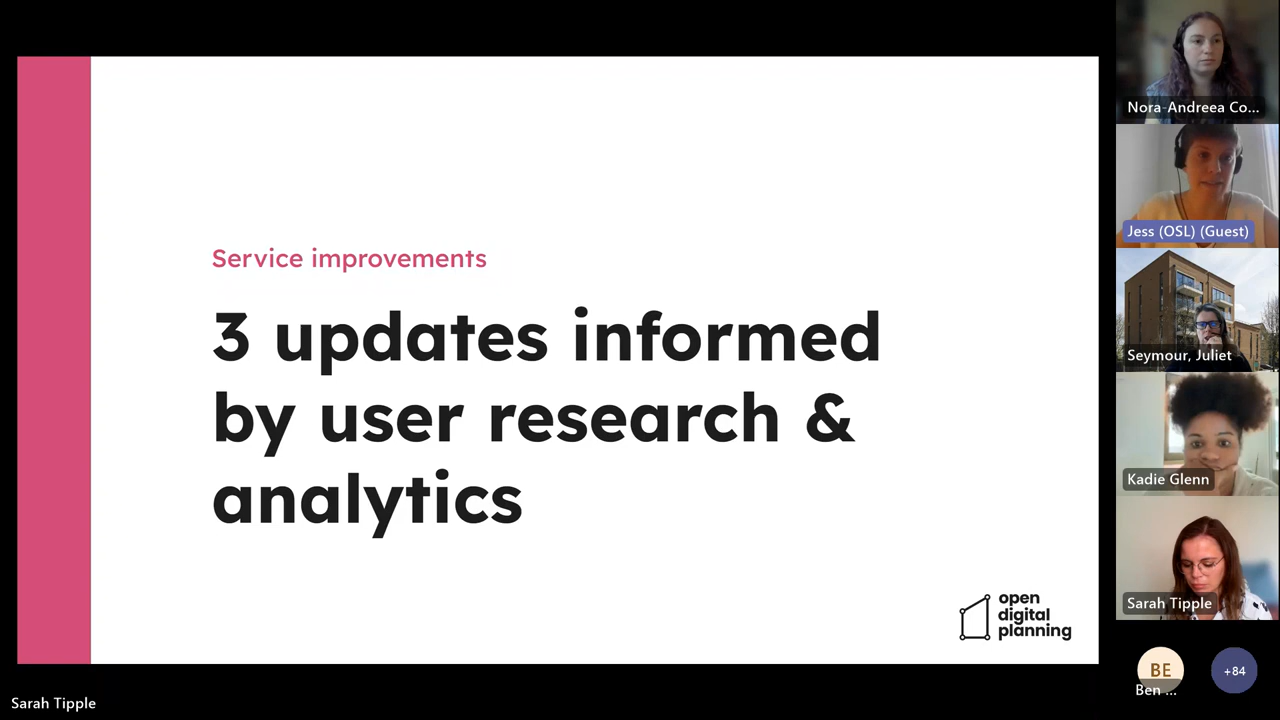 Service improvements
3 updates informed
by user research &
analytics
open
digital
planning
Sarah Tipple
Nora-Andreea Co...
Jess (OSL) (Guest)
Seymour, Juliet
Kadie Glenn
Sarah Tipple
BE
Ben ...
+84